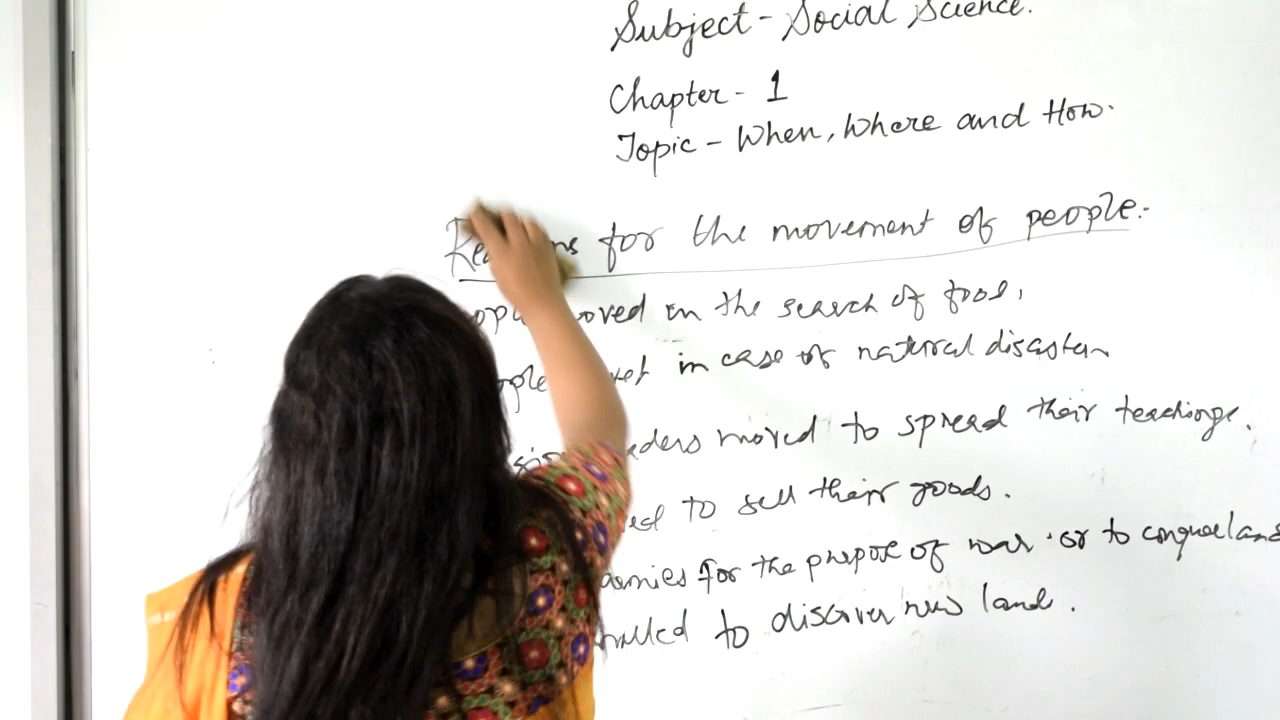 Subject - Social Science.
Chapter - 1
Topic - When, Where and How.
for the movement of people:-
moved in the search of food,
in case of natural disaster
moved to spread their teachings.
to sell their goods.
armies for the purpose of war or to conquer land
to discover new land.